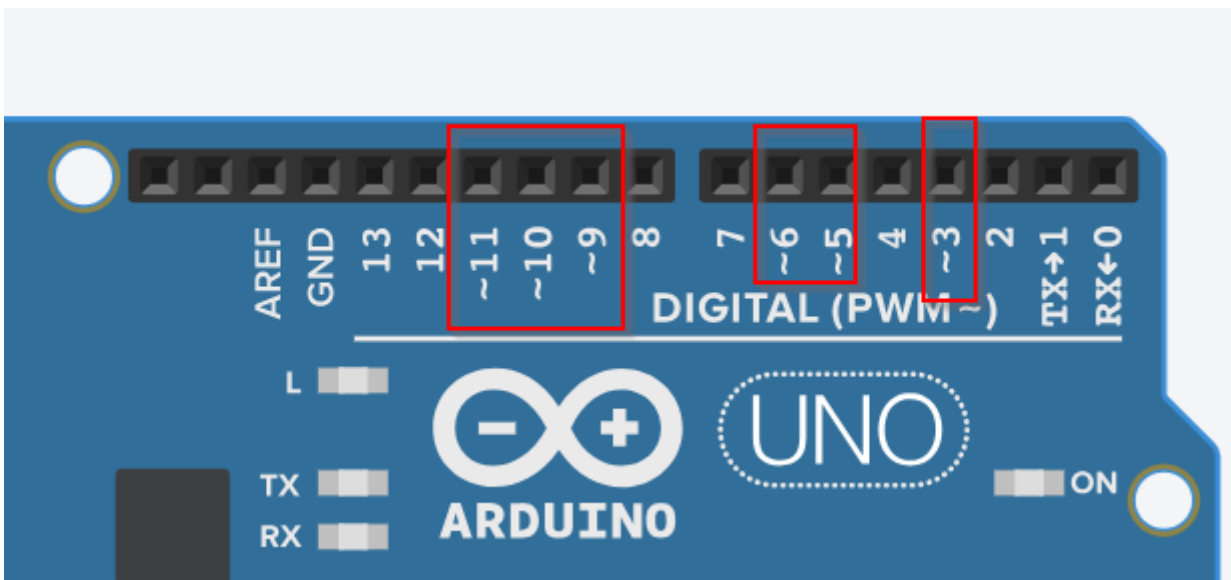 AREF GND 13 12 ~11 ~10 ~9 8 7 ~6 ~5 4 ~3 2 TX→1 RX←0
DIGITAL (PWM~)
L
UNO
TX
ON
RX
ARDUINO